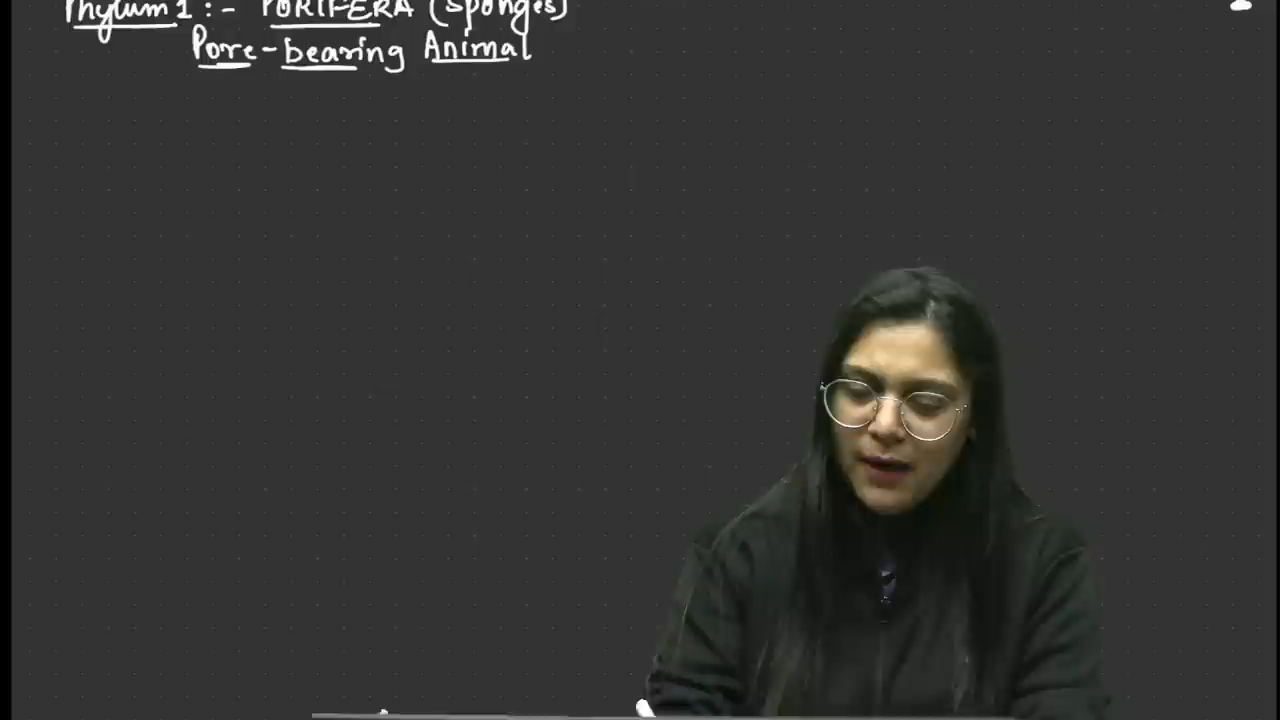 Phylum 1 :- PORIFERA (Sponges)
Pore-bearing Animal